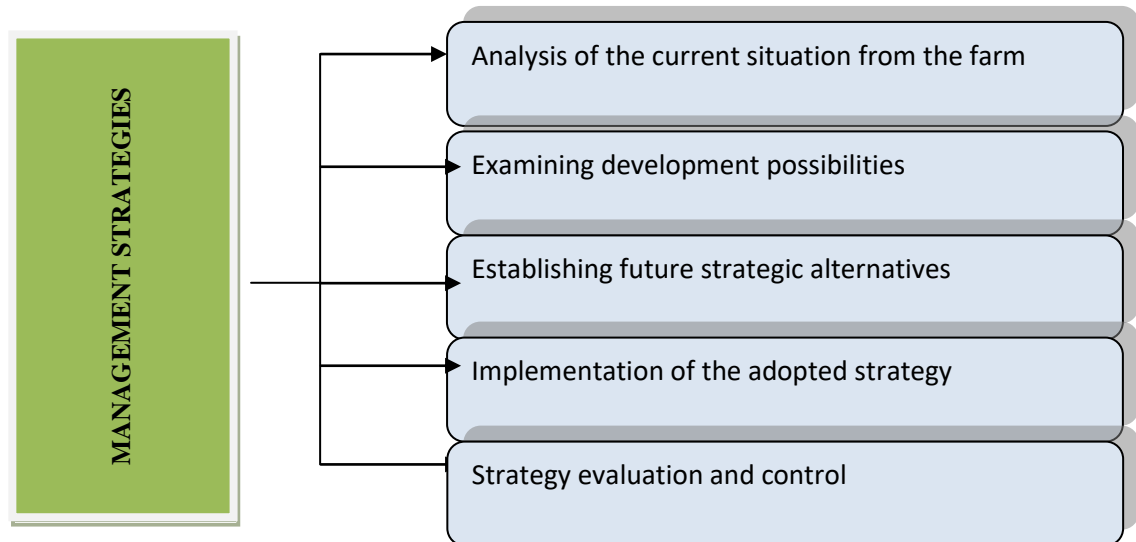 MANAGEMENT STRATEGIES
Analysis of the current situation from the farm
Examining development possibilities
Establishing future strategic alternatives
Implementation of the adopted strategy
Strategy evaluation and control